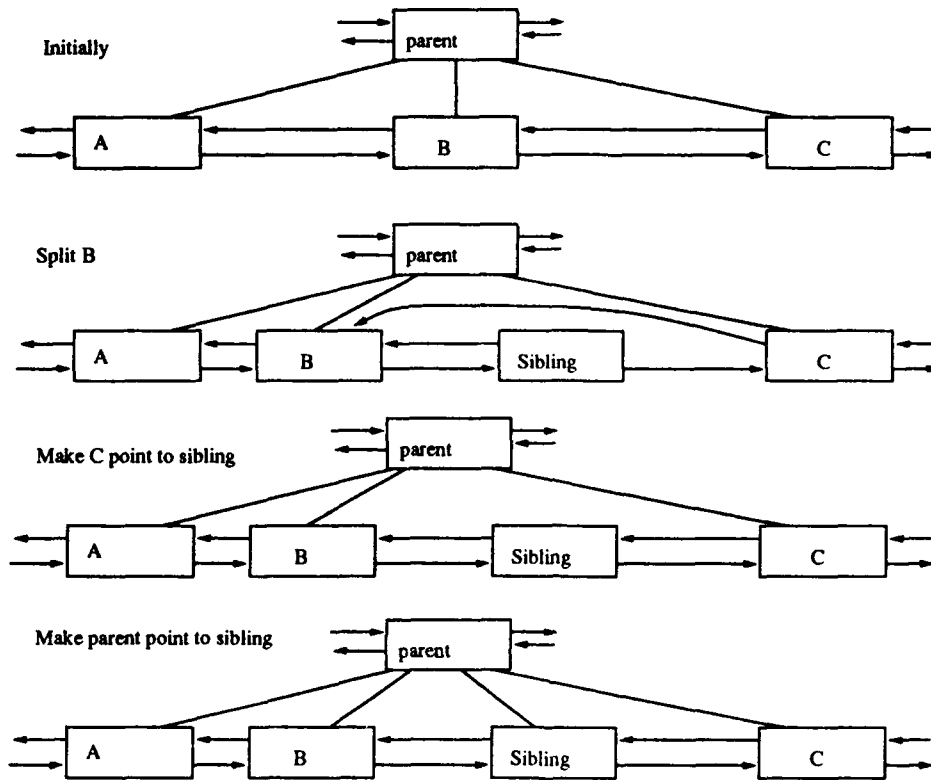 Initially
parent
A
B
C
Split B
parent
A
B
Sibling
C
Make C point to sibling
parent
A
B
Sibling
C
Make parent point to sibling
parent
A
B
Sibling
C